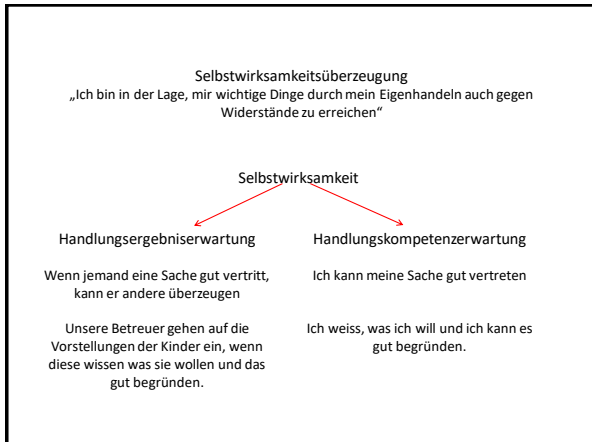 Selbstwirksamkeitsüberzeugung
„Ich bin in der Lage, mir wichtige Dinge durch mein Eigenhandeln auch gegen
Widerstände zu erreichen“
Selbstwirksamkeit
Handlungsergebniserwartung
Wenn jemand eine Sache gut vertritt,
kann er andere überzeugen
Unsere Betreuer gehen auf die
Vorstellungen der Kinder ein, wenn
diese wissen was sie wollen und das
gut begründen.
Handlungskompetenzerwartung
Ich kann meine Sache gut vertreten
Ich weiss, was ich will und ich kann es
gut begründen.